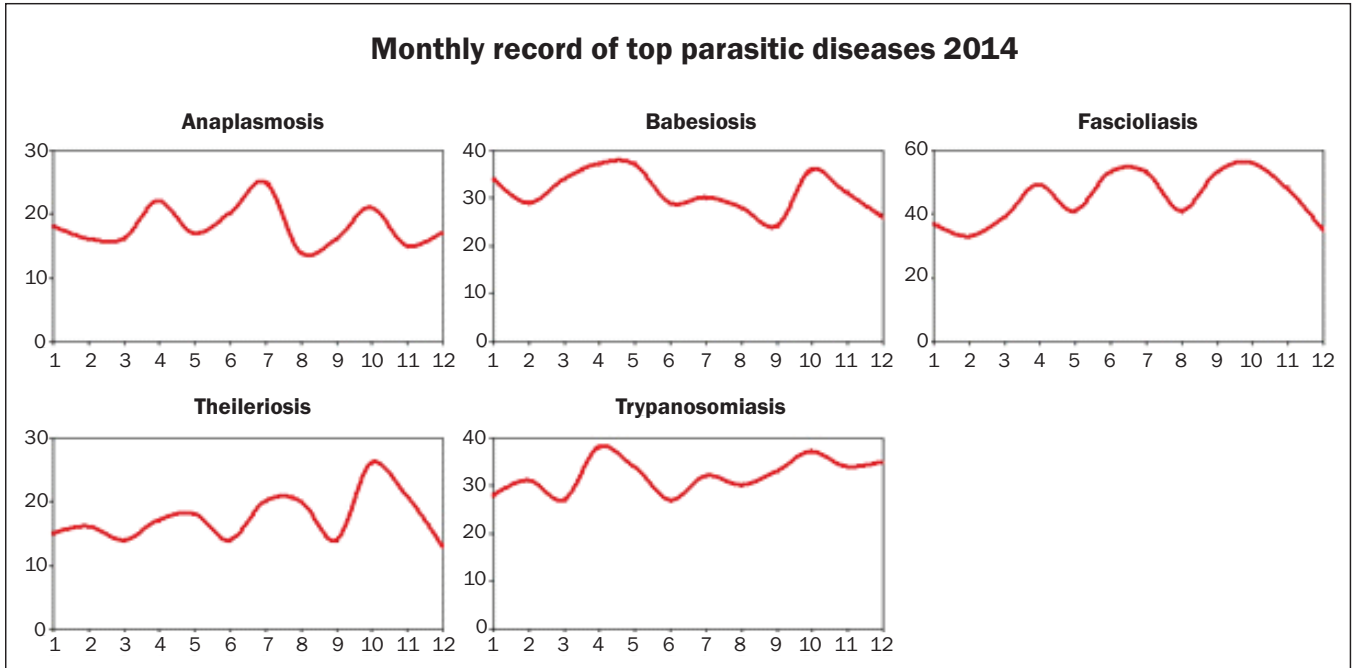 Monthly record of top parasitic diseases 2014
Anaplasmosis
30
20
10
0
1 2 3 4 5 6 7 8 9 10 11 12
Babesiosis
40
30
20
10
0
1 2 3 4 5 6 7 8 9 10 11 12
Fascioliasis
60
40
20
0
1 2 3 4 5 6 7 8 9 10 11 12
Theileriosis
30
20
10
0
1 2 3 4 5 6 7 8 9 10 11 12
Trypanosomiasis
40
30
20
10
0
1 2 3 4 5 6 7 8 9 10 11 12